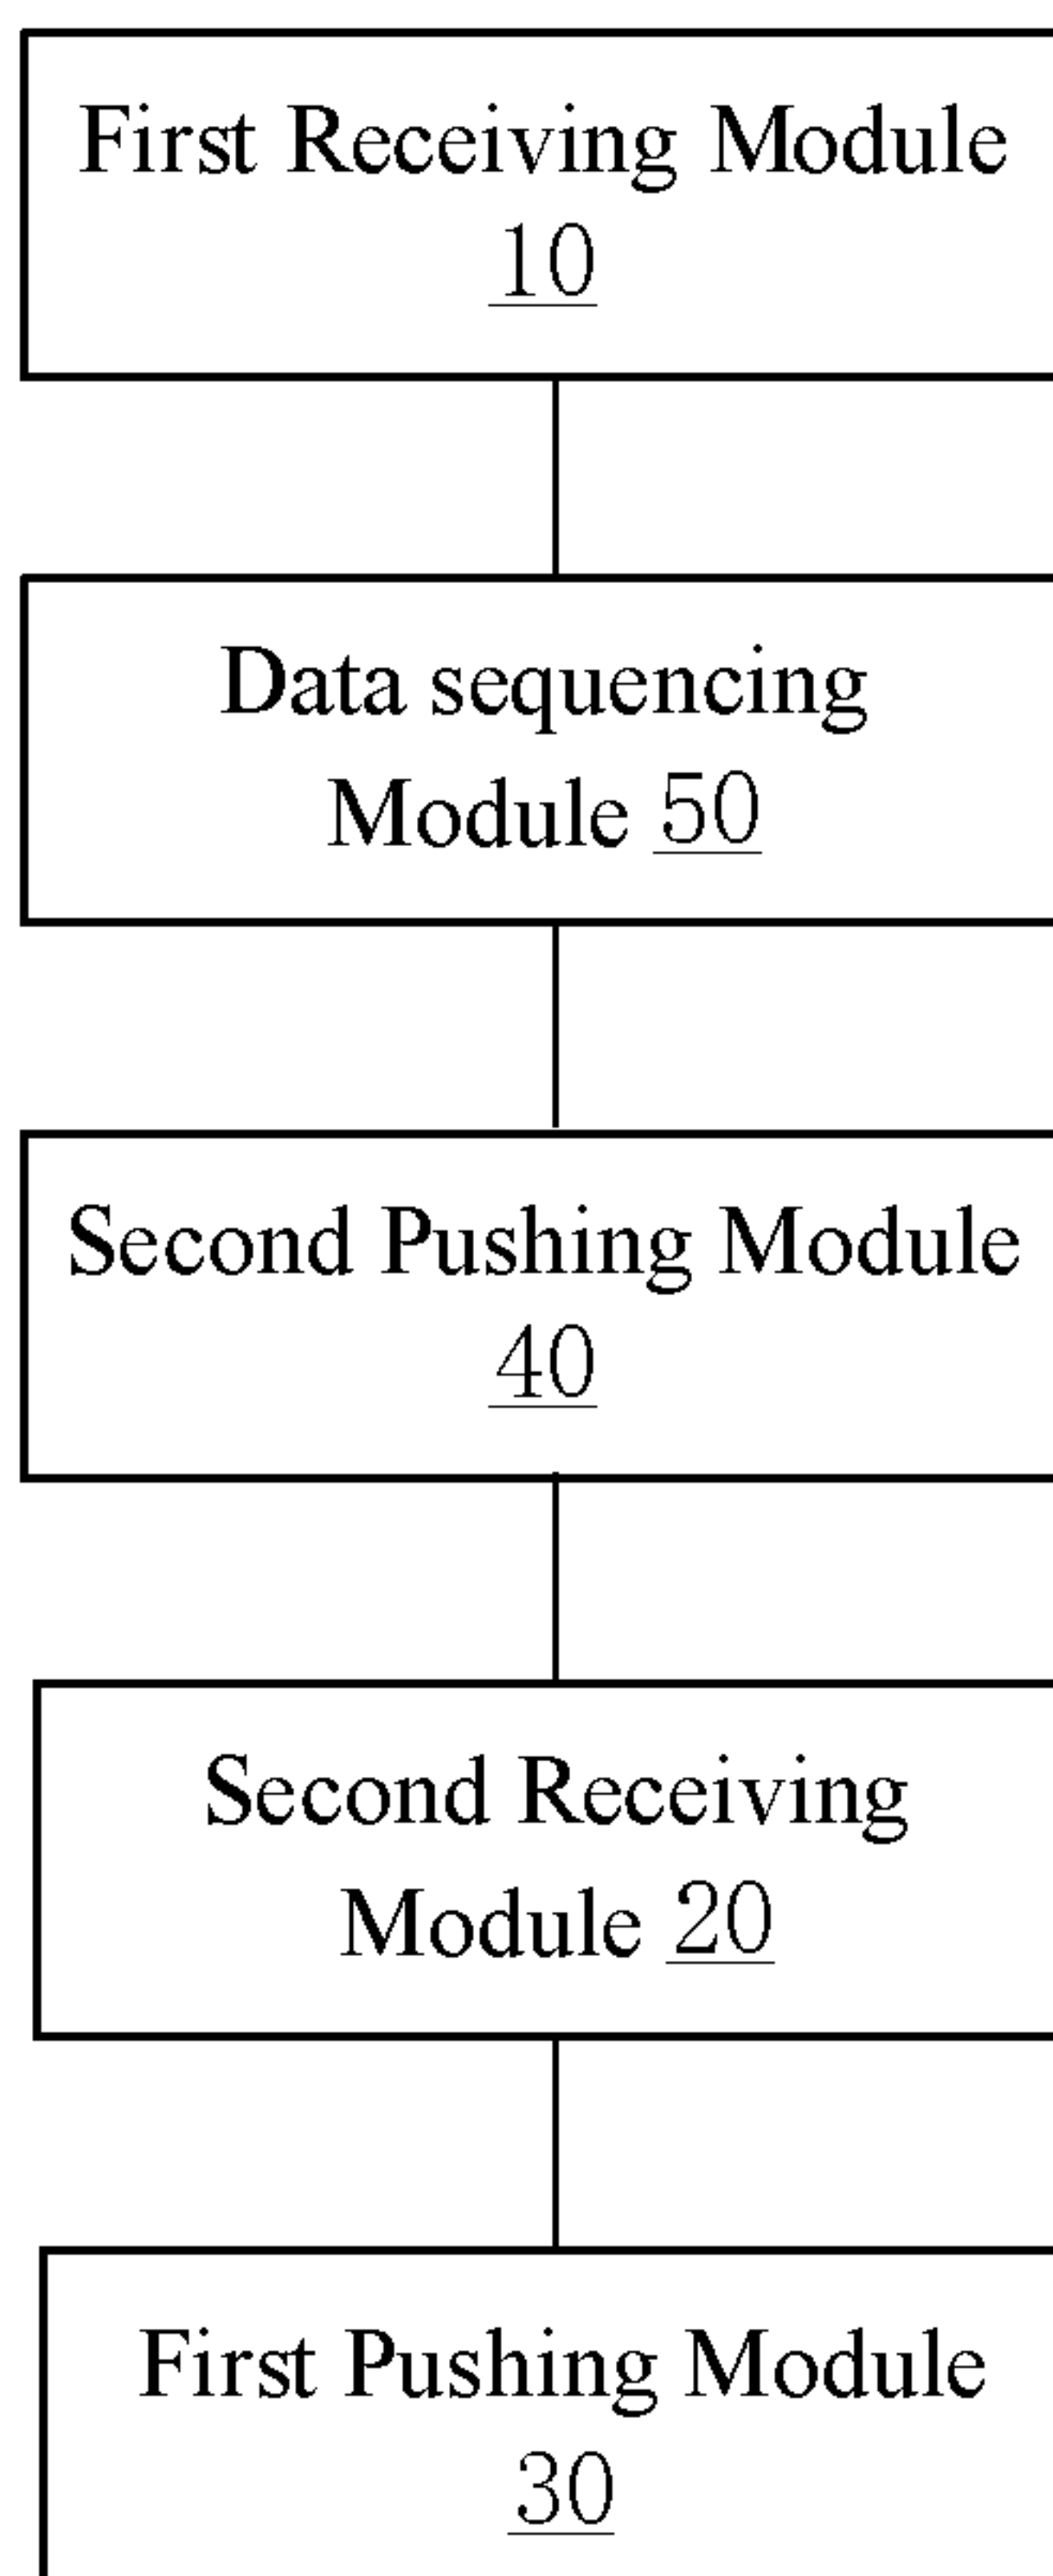 First Receiving Module
10
Data sequencing
Module 50
Second Pushing Module
40
Second Receiving
Module 20
First Pushing Module
30